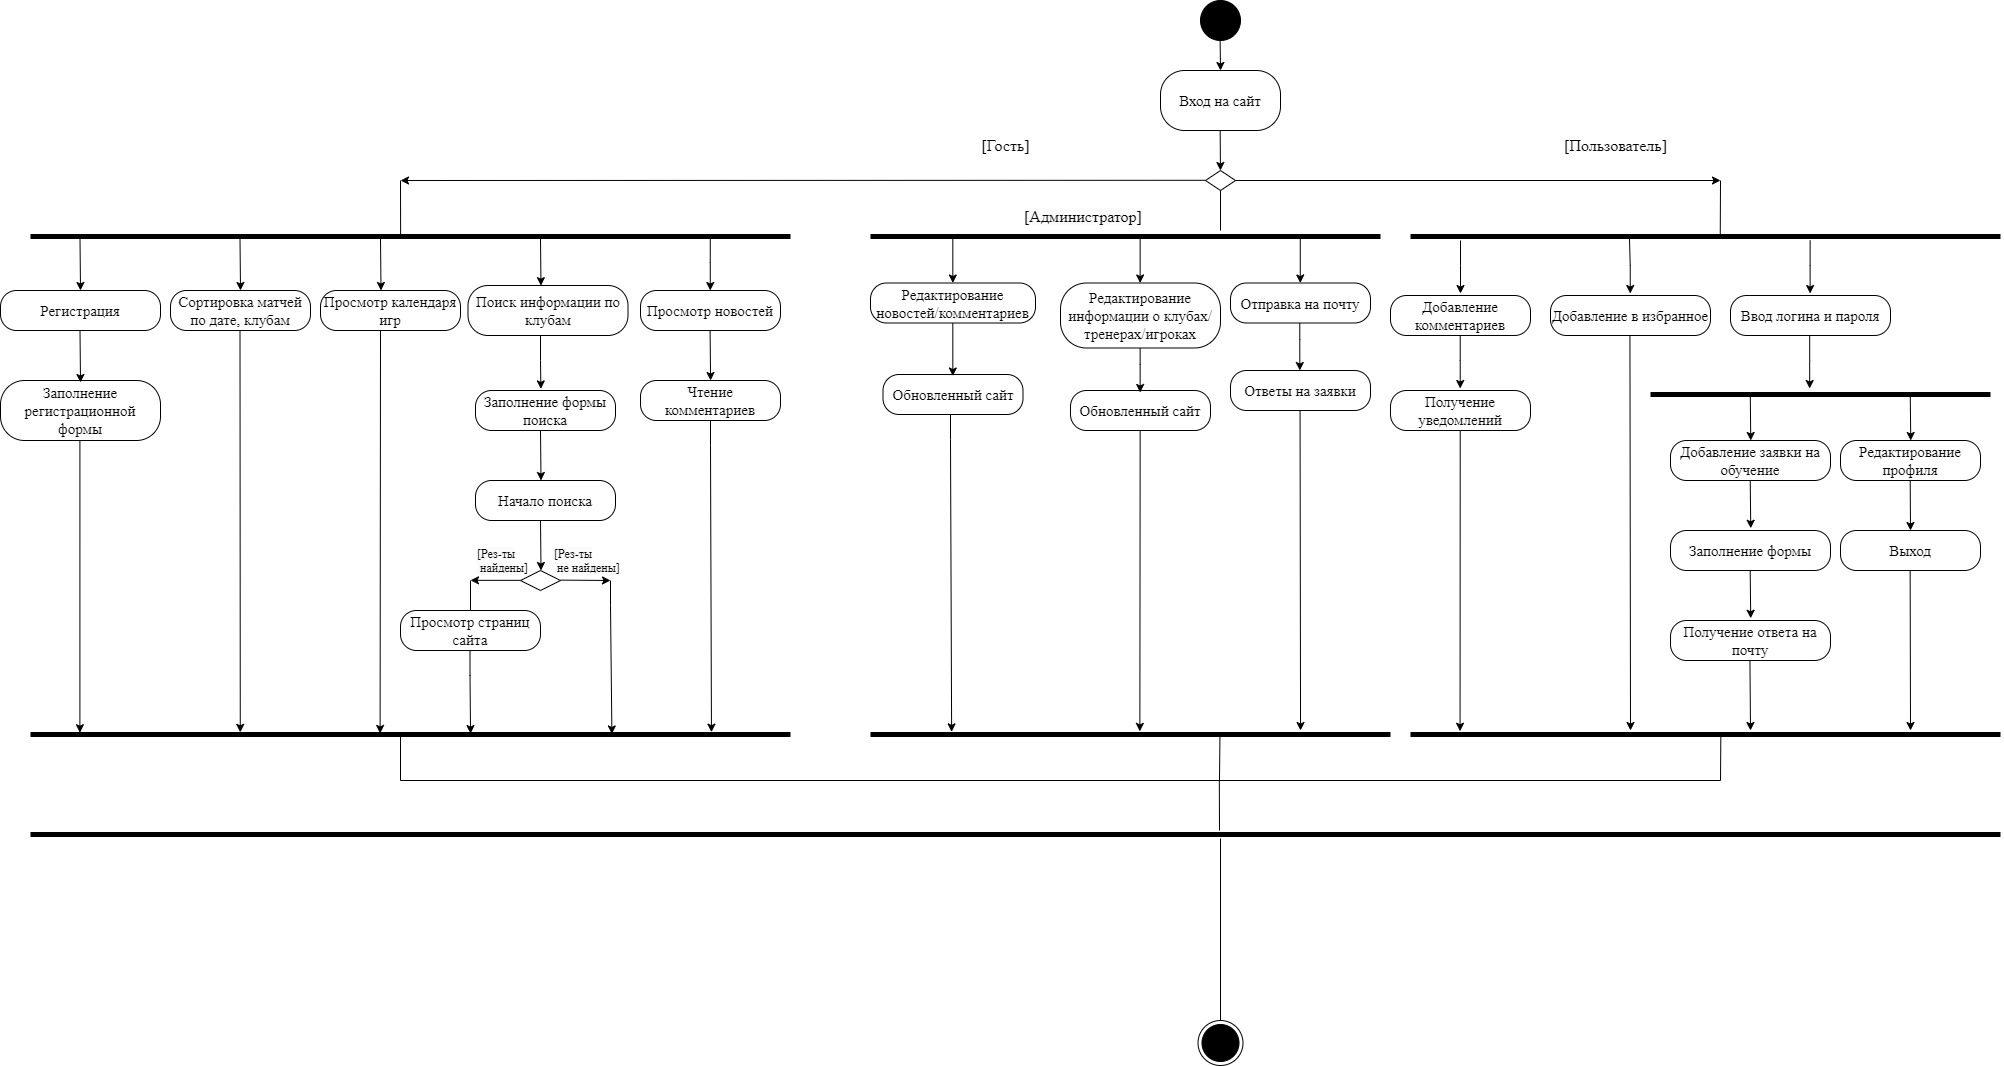 Вход на сайт
[Гость]
[Пользователь]
[Администратор]
Регистрация
Сортировка матчей
по дате, клубам
Просмотр календаря
игр
Поиск информации по
клубам
Просмотр новостей
Редактирование
новостей/комментариев
Редактирование
информации о клубах/
тренерах/игроках
Отправка на почту
Добавление
комментариев
Добавление в избранное
Ввод логина и пароля
Заполнение
регистрационной
формы
Заполнение формы
поиска
Чтение
комментариев
Обновленный сайт
Обновленный сайт
Ответы на заявки
Получение
уведомлений
Добавление заявки на
обучение
Редактирование
профиля
Начало поиска
[Рез-ты
найдены]
[Рез-ты
не найдены]
Заполнение формы
Выход
Просмотр страниц
сайта
Получение ответа на
почту